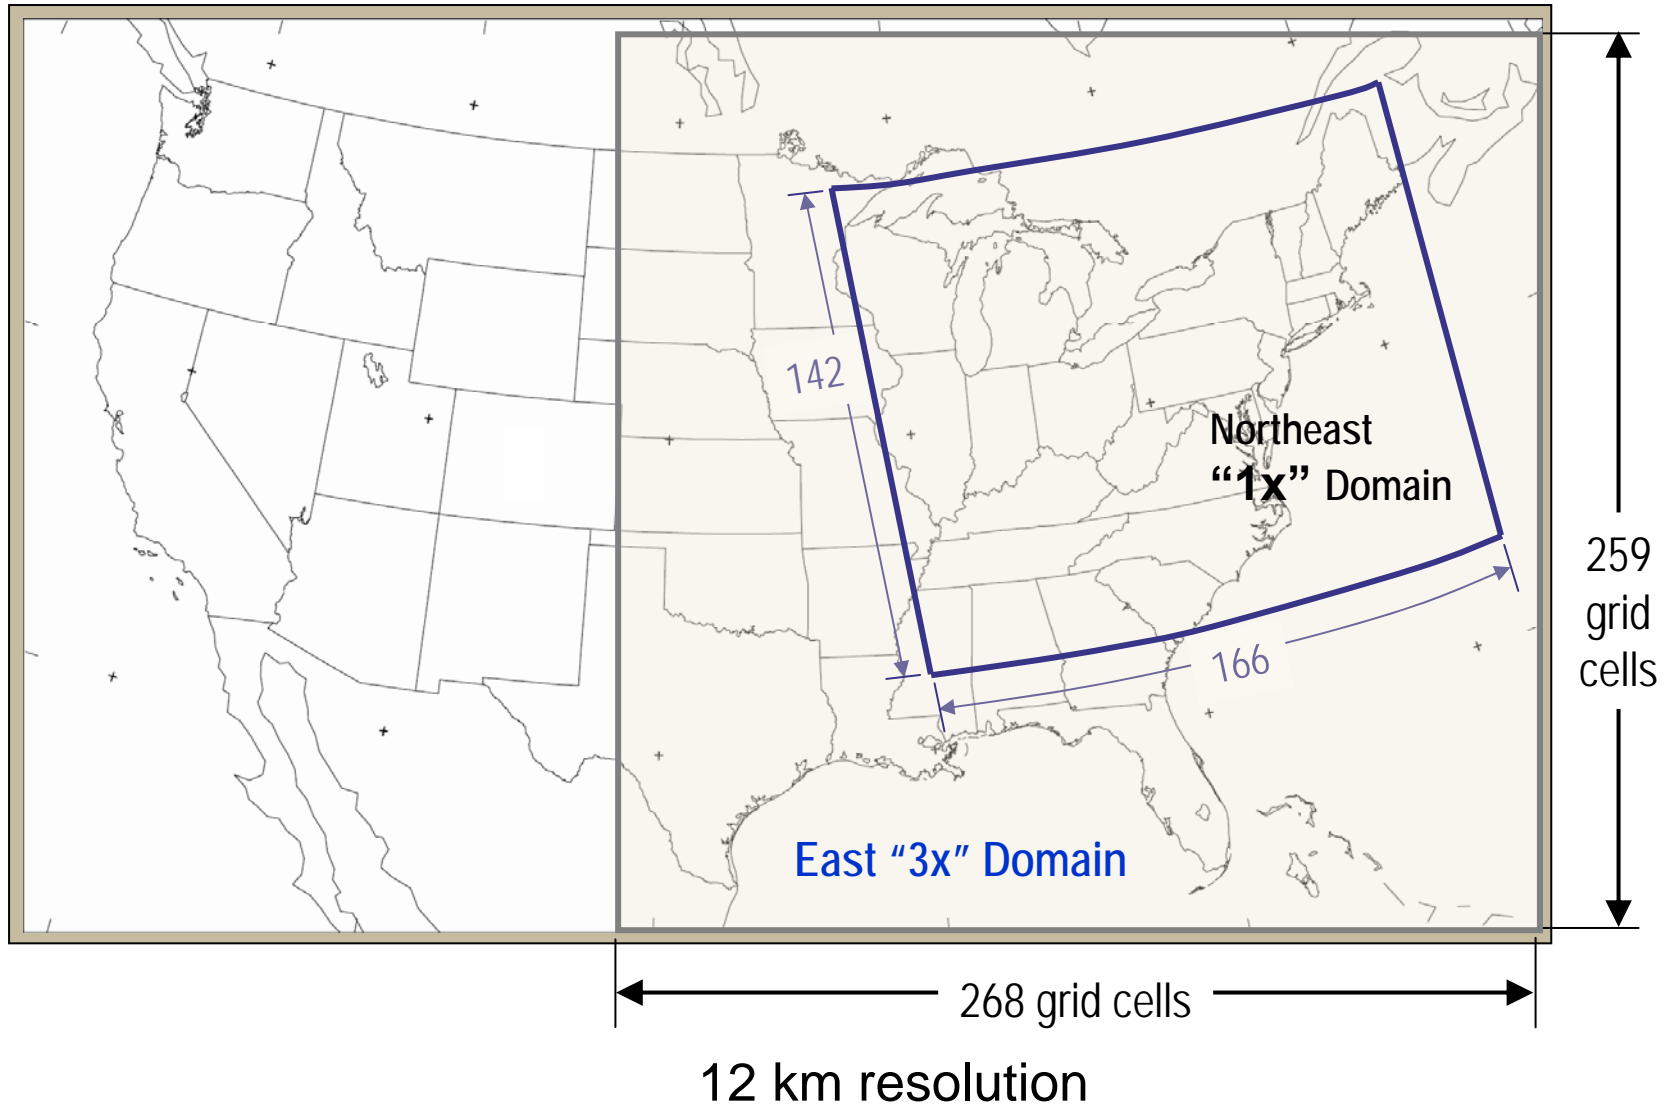 142
Northeast
“1x” Domain
166
259
grid
cells
East “3x” Domain
268 grid cells
12 km resolution